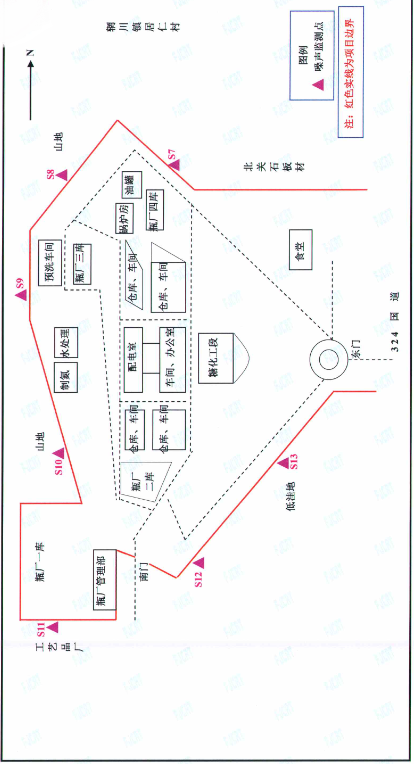 S9
山地
山地
S8
S10
S11
工艺品厂
瓶厂一库
制氮
水处理
预洗车间
瓶厂三库
辋川镇居仁村
N
瓶厂管理部
南门
瓶厂二库
仓库、车间
仓库、车间
配电室
车间、办公室
仓库、车间
仓库、车间
锅炉房
油罐
瓶厂四库
S7
S12
糖化工段
北关石板材
S13
低洼地
食堂
东门
324国道
图例
噪声监测点
注：红色实线为项目边界